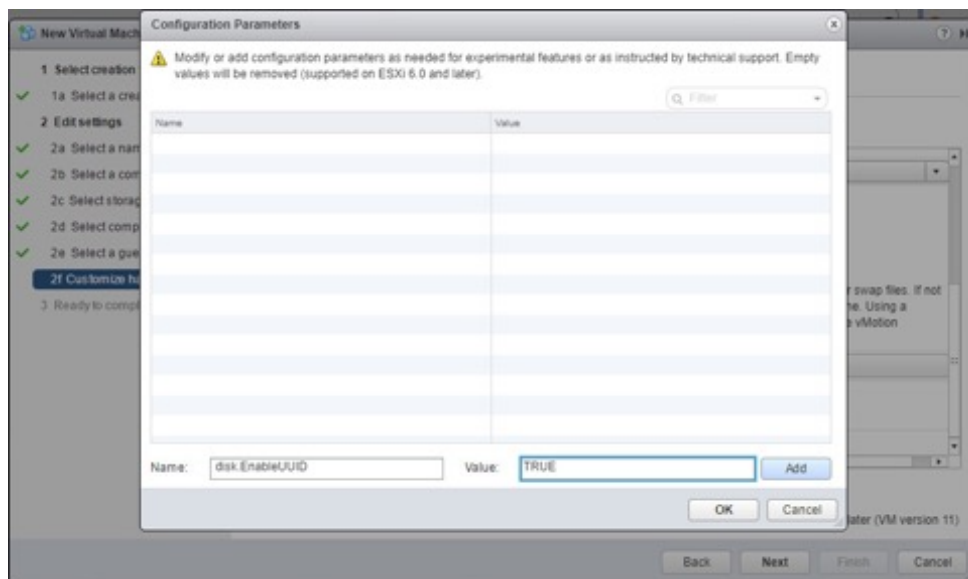 New Virtual Mach
Configuration Parameters
Modify or add configuration parameters as needed for experimental features or as instructed by technical support. Empty
values will be removed (supported on ESXi 6.0 and later).
Filter
Name
Value
1 Select creation
1a Select a crea
2 Edit settings
2a Select a nam
2b Select a com
2c Select storag
2d Select comp
2e Select a gue
2f Customize ha
3 Ready to compl
r swap files. If not
me. Using a
e vMotion
Name:
disk.EnableUUID
Value:
TRUE
Add
OK
Cancel
later (VM version 11)
Back
Next
Finish
Cancel